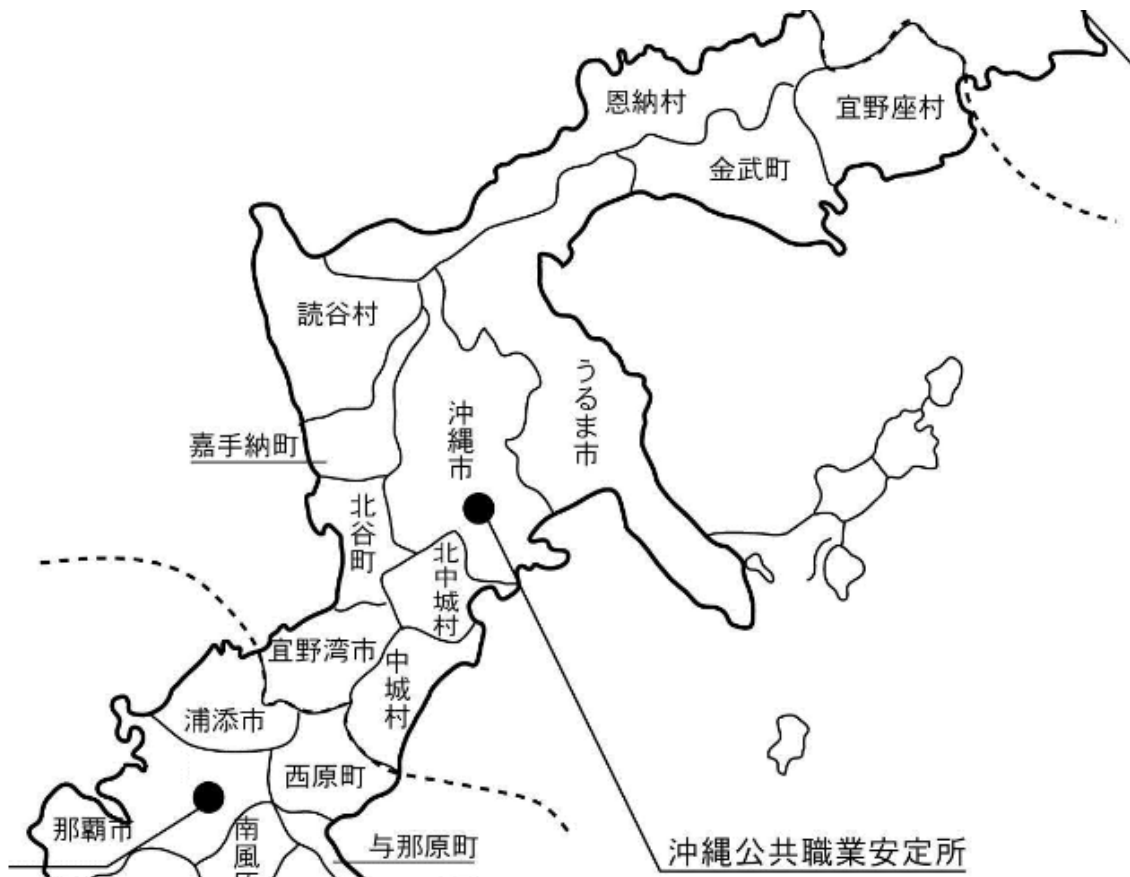 恩納村
宜野座村
金武町
読谷村
うるま市
沖縄市
嘉手納町
北谷町
北中城村
宜野湾市
中城村
浦添市
西原町
那覇市
南風
与那原町
沖縄公共職業安定所